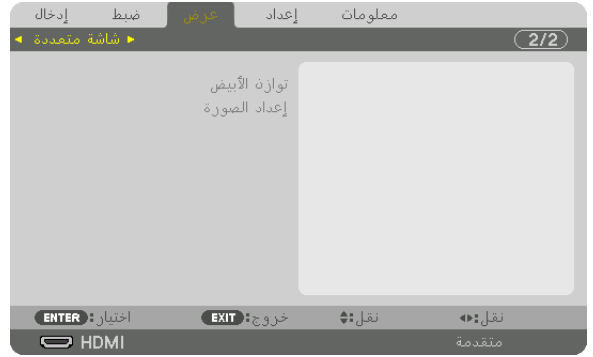 إدخال ضبط عرض إعداد معلومات
شاشة متعددة 2/2
توازن الأبيض
إعداد الصورة
ENTER: اختيار EXIT: خروج نقل: نقل:
HDMI متقدمة